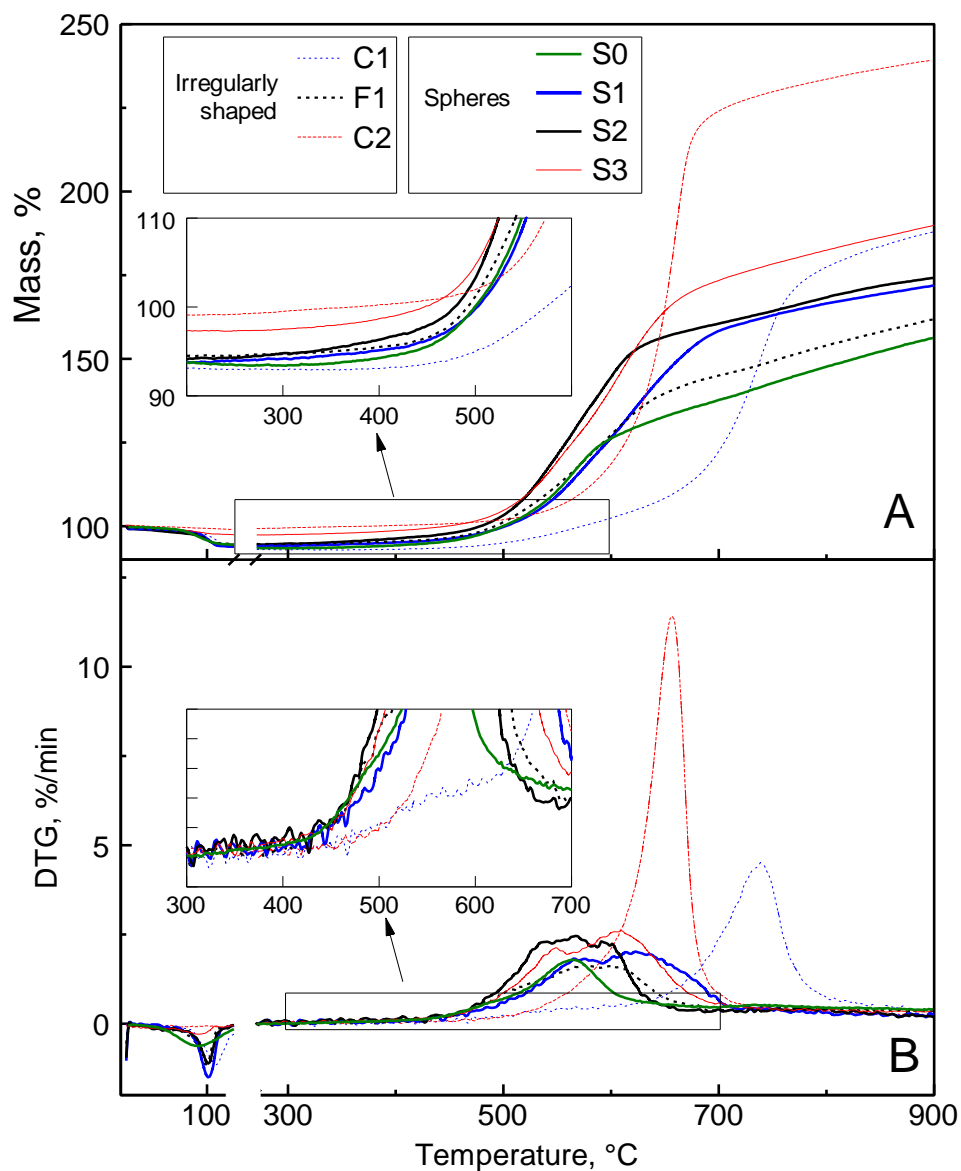 250
200
150
100
Mass, %
Irregularly
shaped
C1
F1
C2
Spheres
S0
S1
S2
S3
110
100
90
300 400 500
A
10
5
0
DTG, %/min
300 400 500 600 700
B
100 300 500 700 900
Temperature, °C